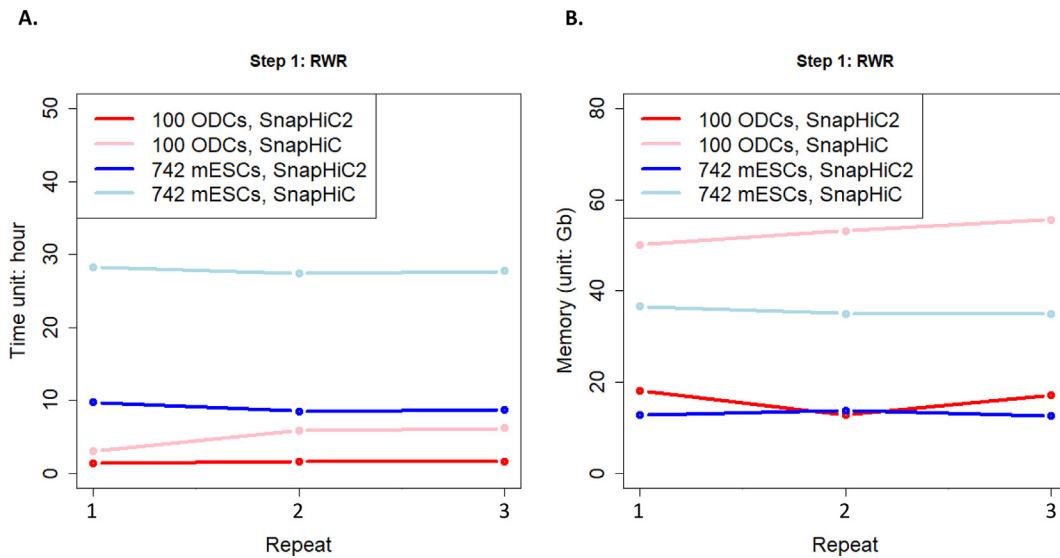 A.
Step 1: RWR
100 ODCs, SnapHiC2
100 ODCs, SnapHiC
742 mESCs, SnapHiC2
742 mESCs, SnapHiC
Time unit: hour
50
40
30
20
10
0
1 2 3
Repeat
B.
Step 1: RWR
100 ODCs, SnapHiC2
100 ODCs, SnapHiC
742 mESCs, SnapHiC2
742 mESCs, SnapHiC
Memory (unit: Gb)
80
60
40
20
0
1 2 3
Repeat